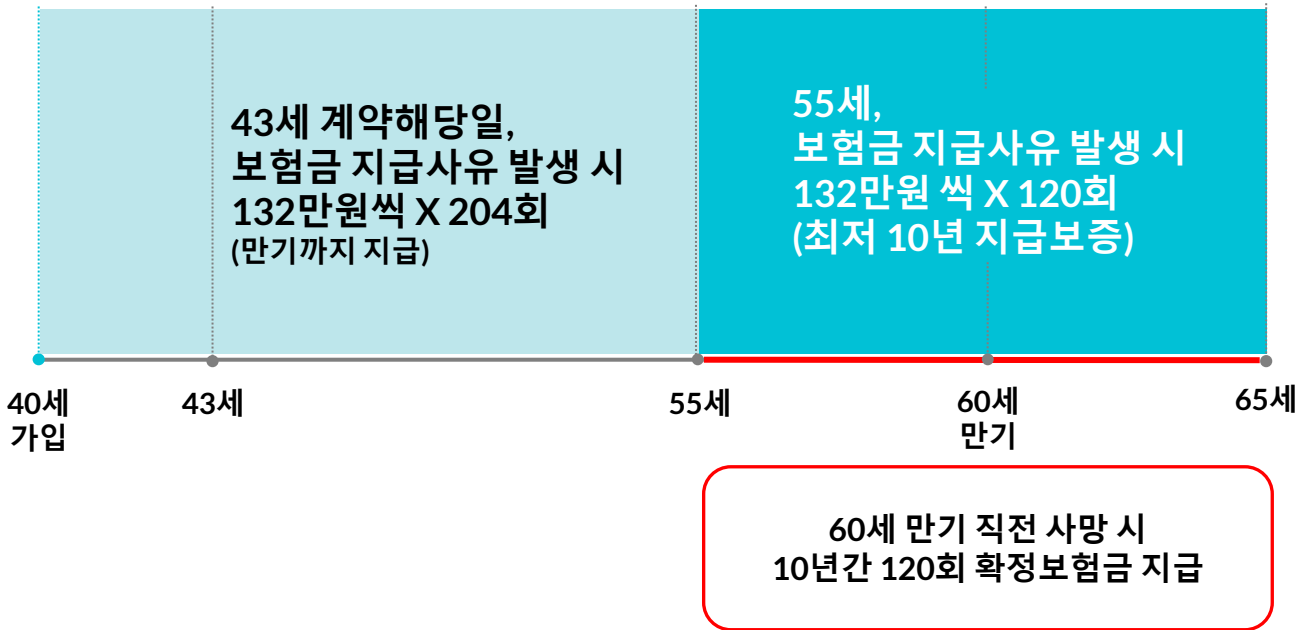 43세 계약해당일,
보험금 지급사유 발생 시
132만원씩 X 204회
(만기까지 지급)
55세,
보험금 지급사유 발생 시
132만원 씩 X 120회
(최저 10년 지급보증)
40세
가입
43세
55세
60세
만기
65세
60세 만기 직전 사망 시
10년간 120회 확정보험금 지급